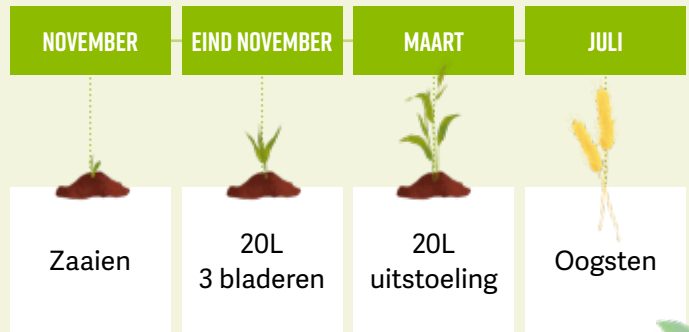 NOVEMBER
EIND NOVEMBER
MAART
JULI
Zaaien
20L
3 bladeren
20L
uitstoeling
Oogsten